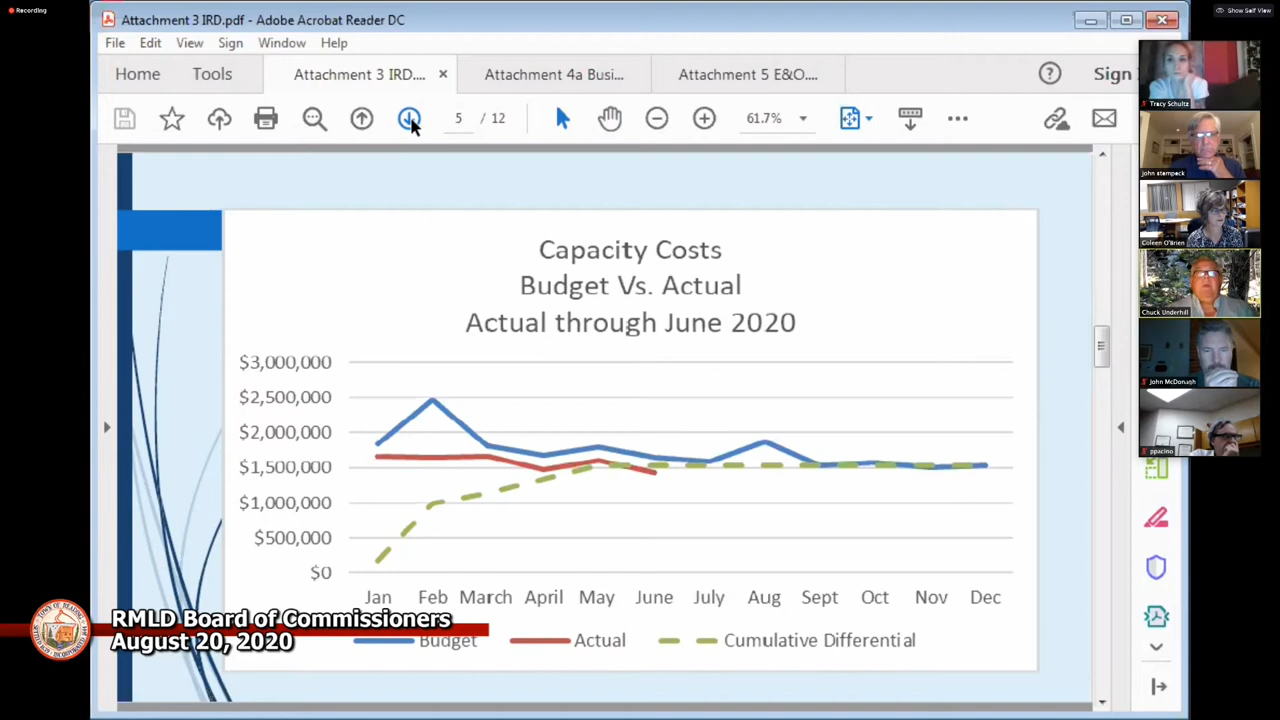 Recording
Show Self View
Attachment 3 IRD.pdf - Adobe Acrobat Reader DC
File Edit View Sign Window Help
Home Tools Attachment 3 IRD.... × Attachment 4a Busi... Attachment 5 E&O.... ? Sign
5 / 12 61.7%
Tracy Schultz
john stempeck
Coleen O'Brien
Chuck Underhill
John McDonagh
ppacino
Capacity Costs
Budget Vs. Actual
Actual through June 2020
$3,000,000
$2,500,000
$2,000,000
$1,500,000
$1,000,000
$500,000
$0
Jan Feb March April May June July Aug Sept Oct Nov Dec
Budget Actual Cumulative Differential
RMLD Board of Commissioners
August 20, 2020